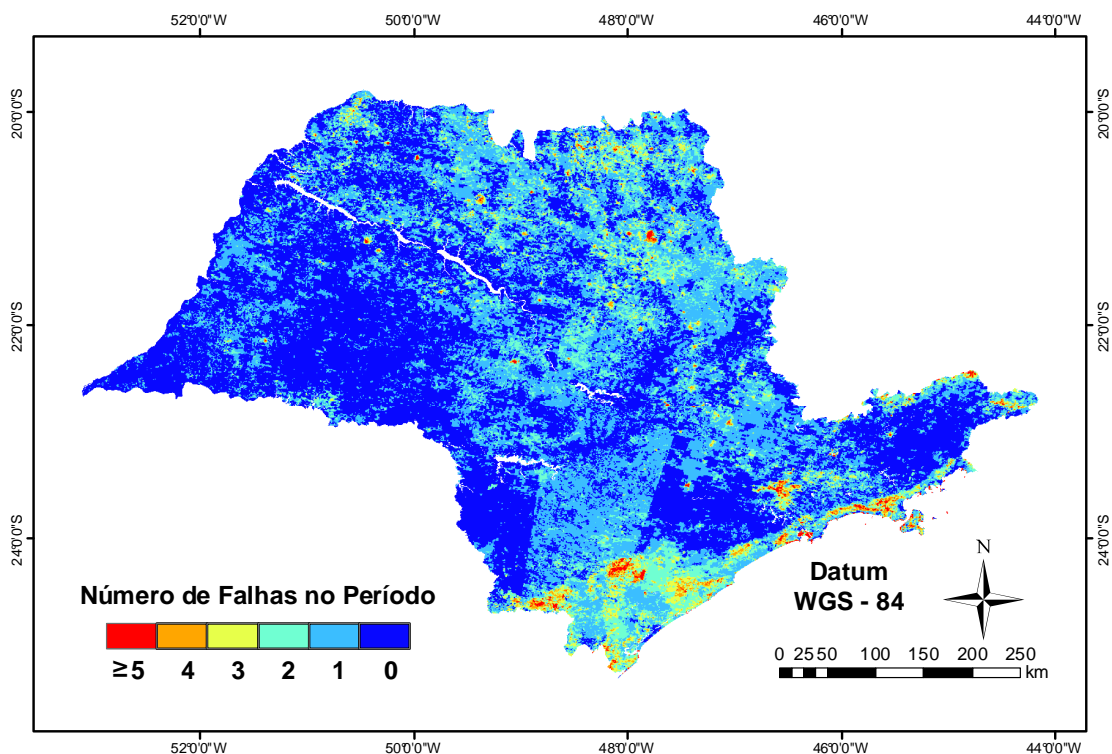 52°0'0"W 50°0'0"W 48°0'0"W 46°0'0"W 44°0'0"W
20°0'0"S 20°0'0"S
22°0'0"S 22°0'0"S
24°0'0"S 24°0'0"S
Número de Falhas no Período
≥5 4 3 2 1 0
Datum
WGS - 84
N
0 25 50 100 150 200 250
km
52°0'0"W 50°0'0"W 48°0'0"W 46°0'0"W 44°0'0"W